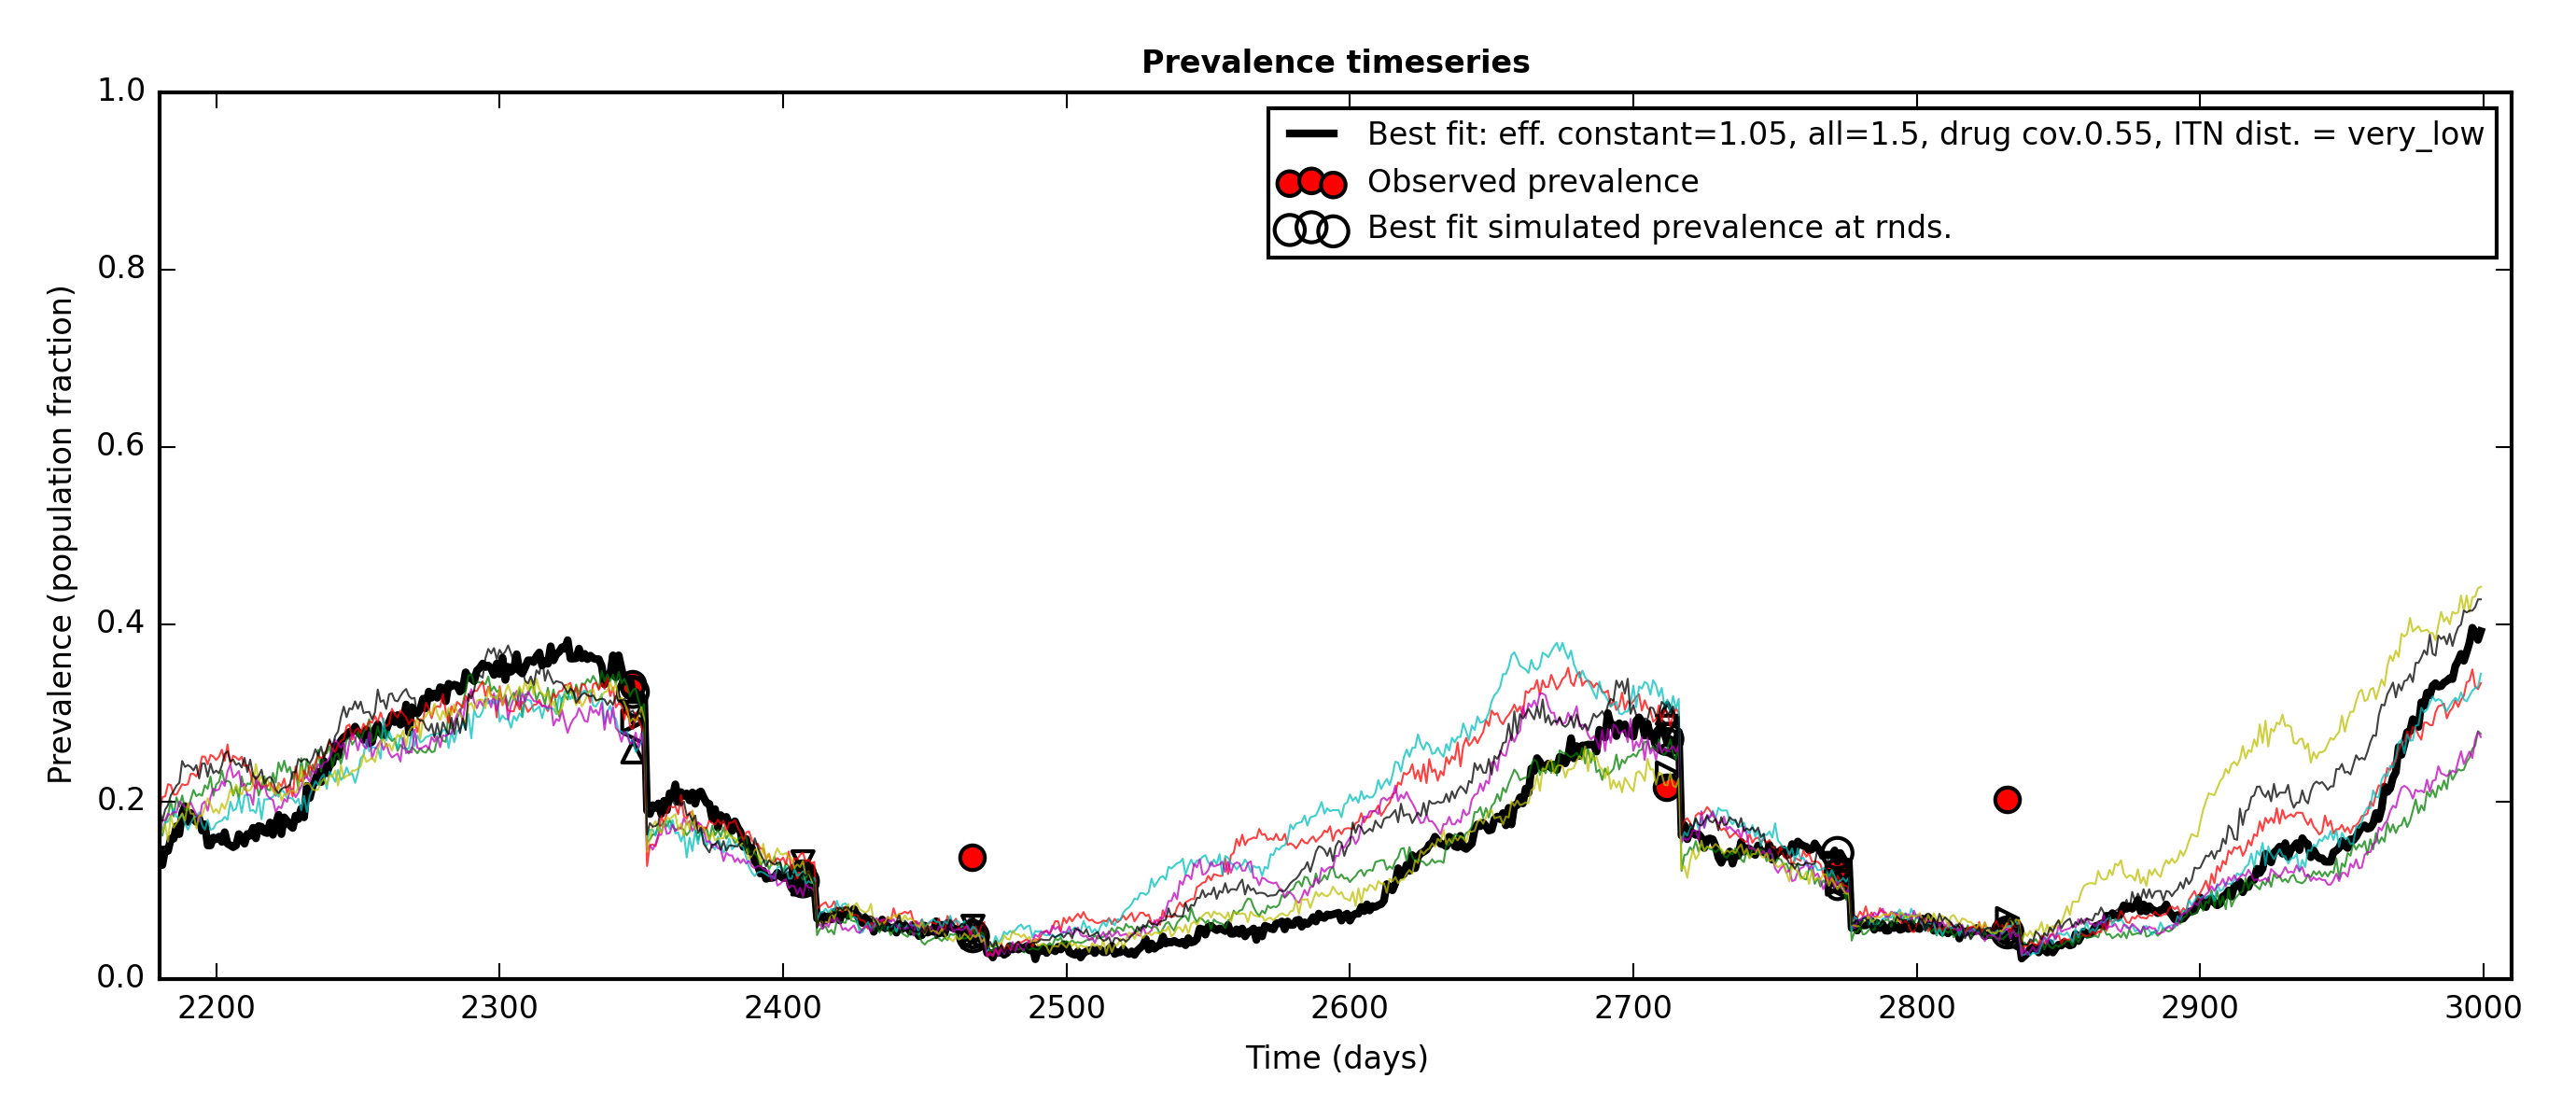 Prevalence timeseries
1.0
0.8
0.6
0.4
0.2
0.0
Prevalence (population fraction)
Best fit: eff. constant=1.05, all=1.5, drug cov.0.55, ITN dist. = very_low
Observed prevalence
Best fit simulated prevalence at rnds.
2200 2300 2400 2500 2600 2700 2800 2900 3000
Time (days)